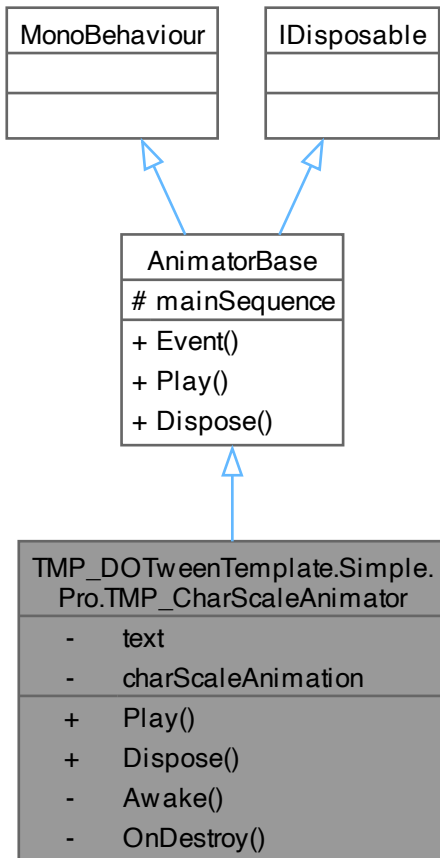 MonoBehaviour
IDisposable
AnimatorBase
# mainSequence
+ Event()
+ Play()
+ Dispose()
TMP_DOTweenTemplate.Simple.
Pro.TMP_CharScaleAnimator
- text
- charScaleAnimation
+ Play()
+ Dispose()
- Awake()
- OnDestroy()